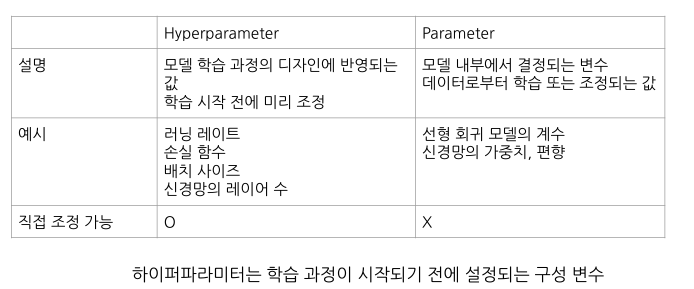 Hyperparameter
Parameter
설명
모델 학습 과정의 디자인에 반영되는
값
학습 시작 전에 미리 조정
모델 내부에서 결정되는 변수
데이터로부터 학습 또는 조정되는 값
예시
러닝 레이트
손실 함수
배치 사이즈
신경망의 레이어 수
선형 회귀 모델의 계수
신경망의 가중치, 편향
직접 조정 가능
O
X
하이퍼파라미터는 학습 과정이 시작되기 전에 설정되는 구성 변수